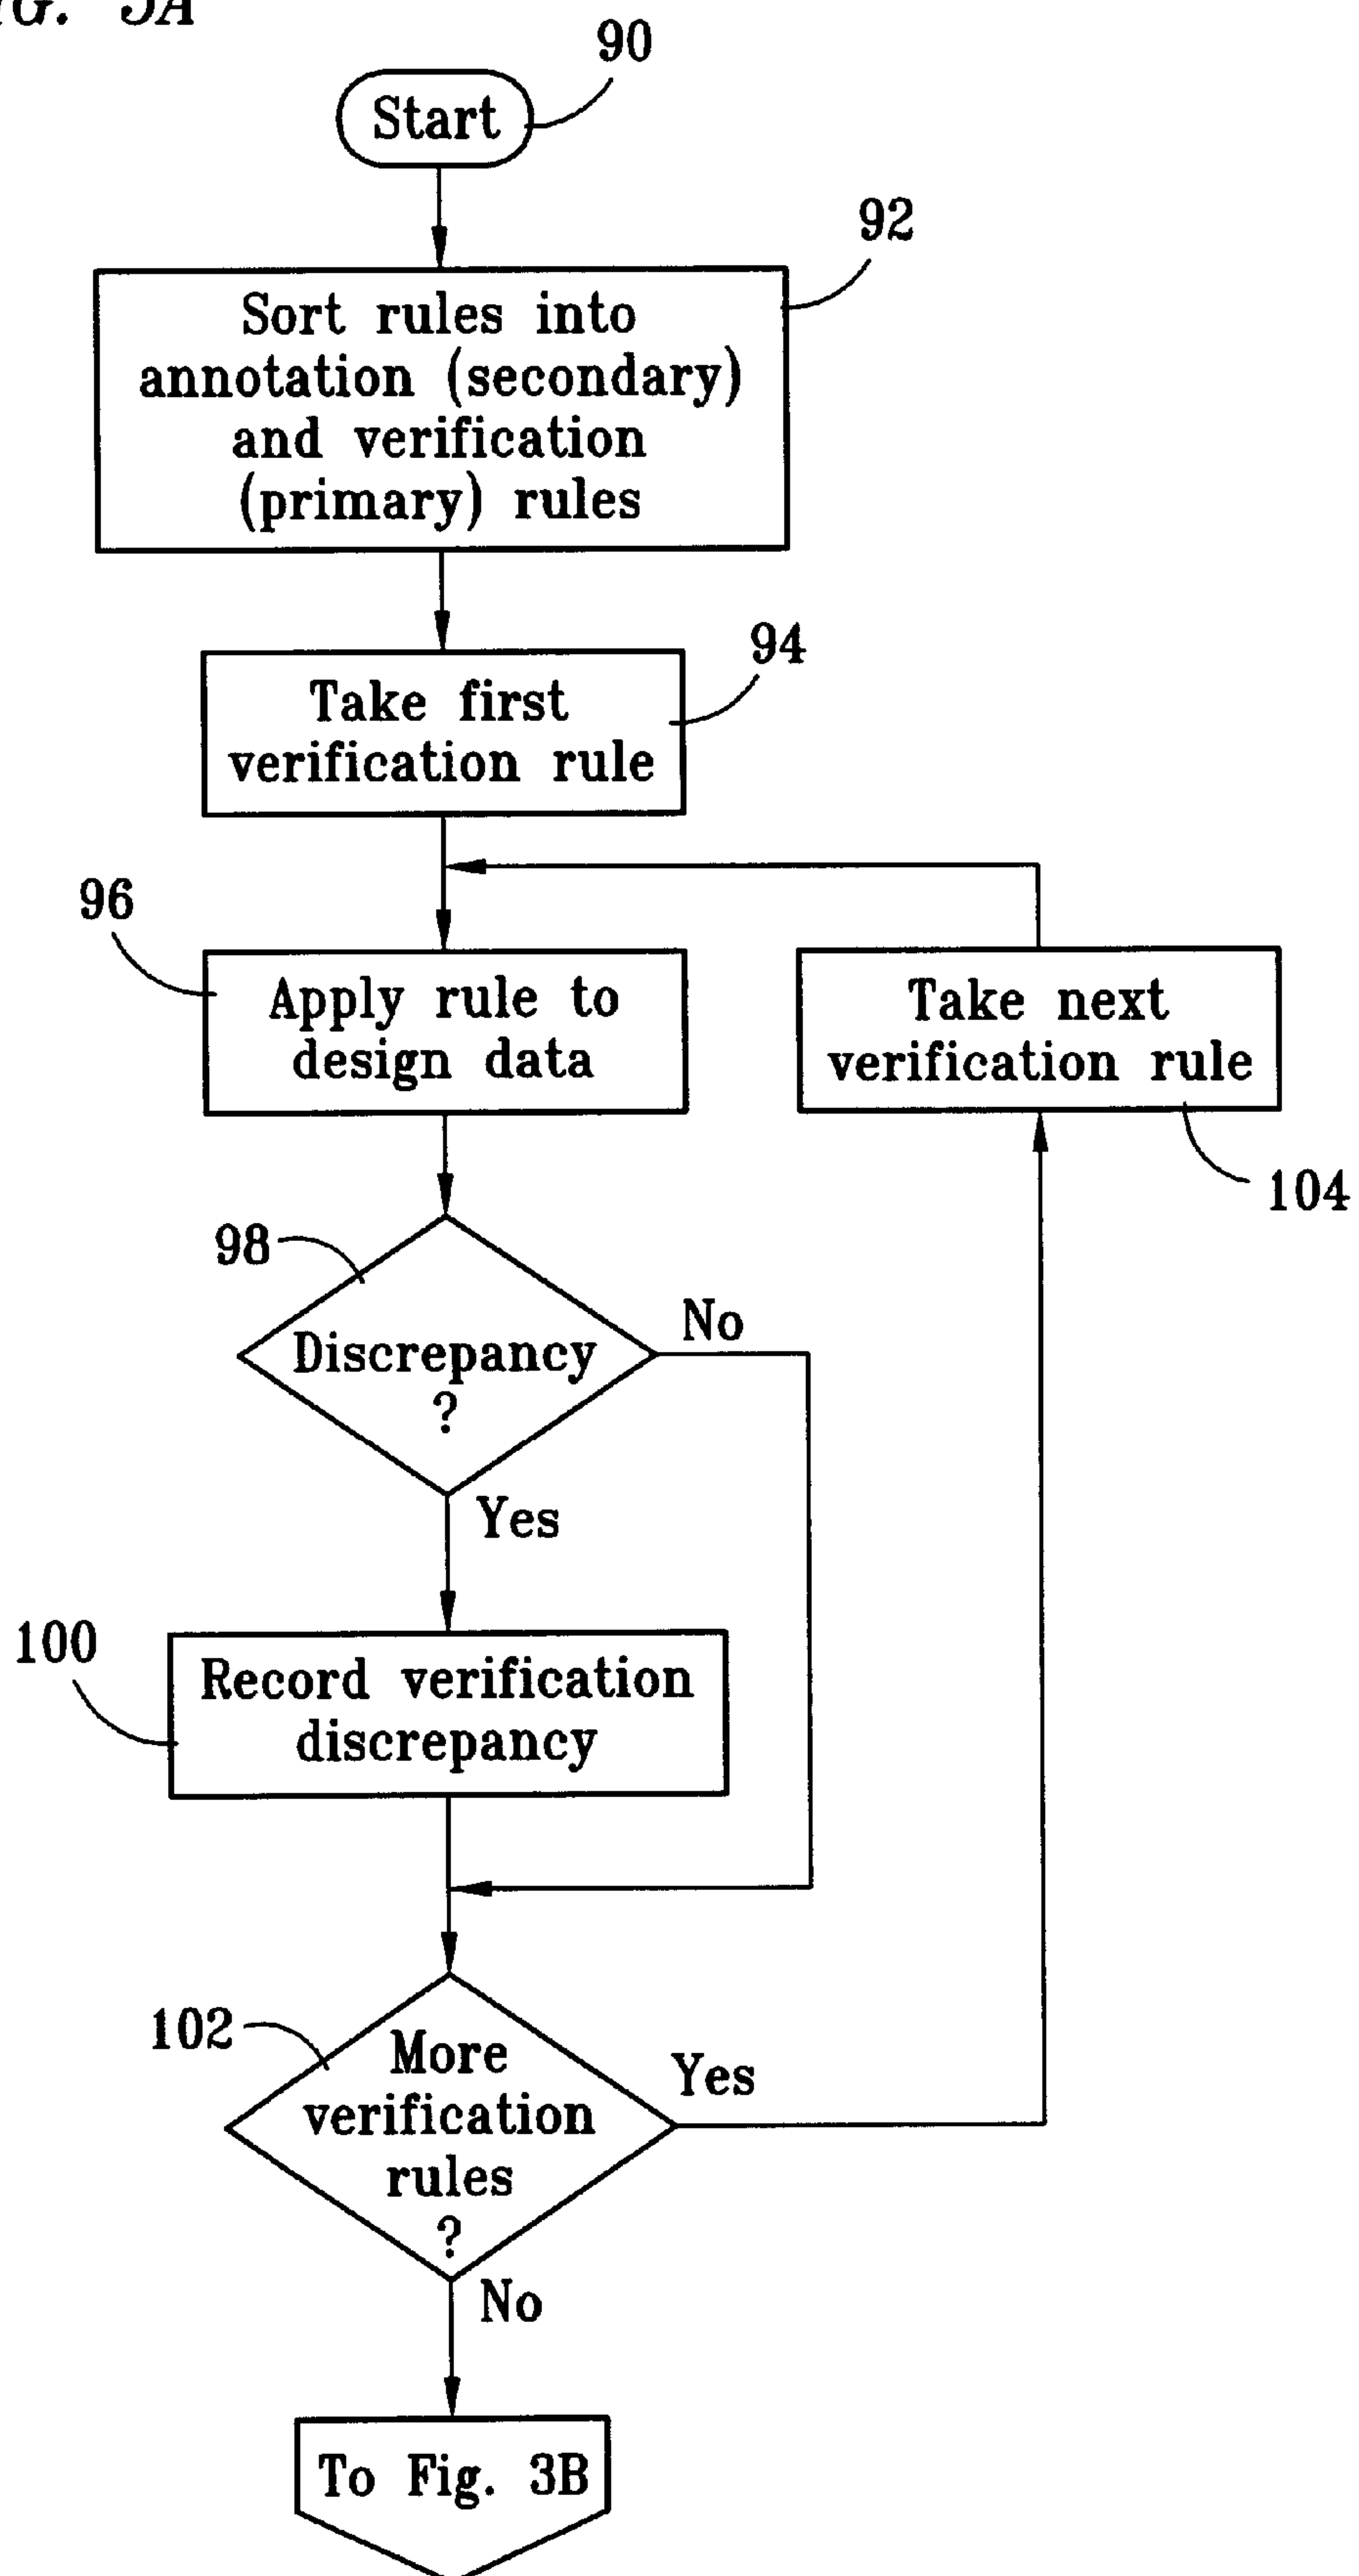 90
Start
92
Sort rules into
annotation (secondary)
and verification
(primary) rules
94
Take first
verification rule
96
Apply rule to
design data
Take next
verification rule
104
98
Discrepancy
?
No
Yes
100
Record verification
discrepancy
102
More
verification
rules
?
Yes
No
To Fig. 3B